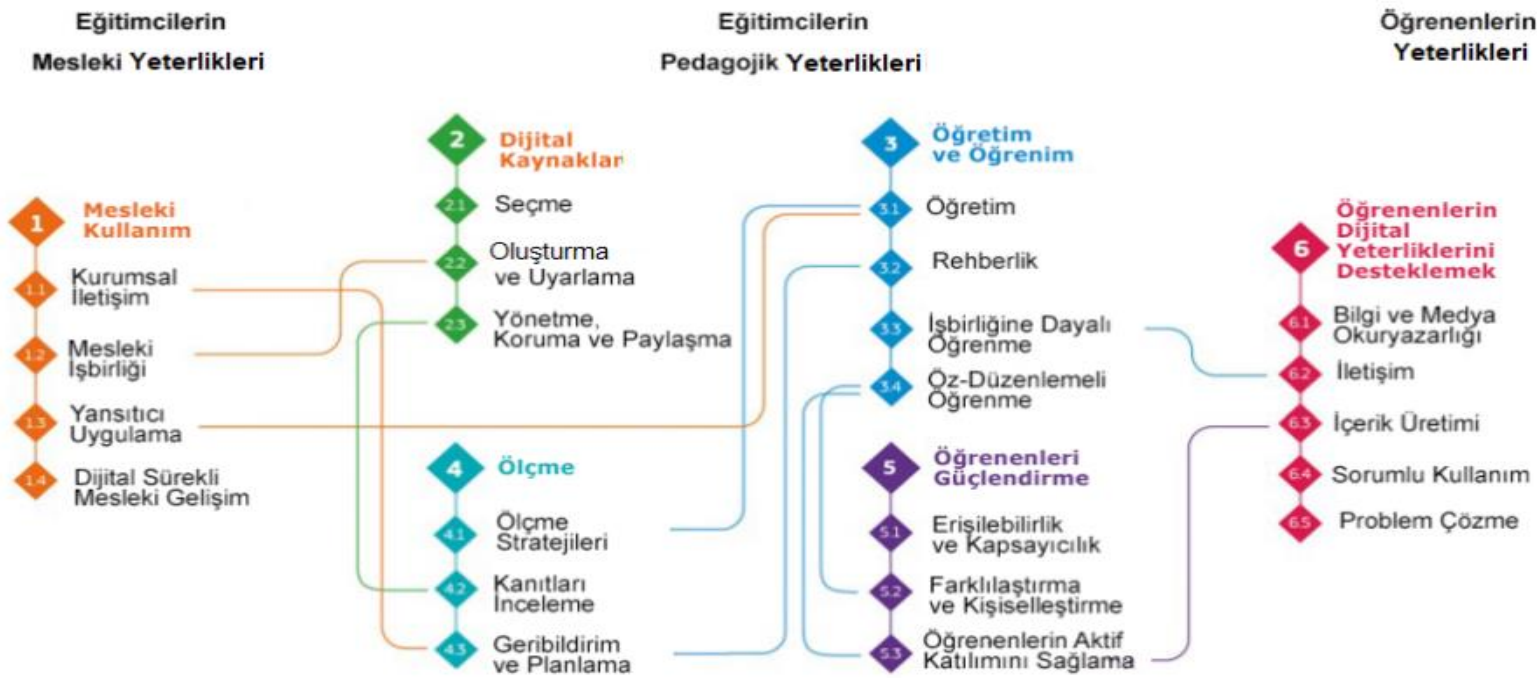 Eğitimcilerin
Mesleki Yeterlikleri
Eğitimcilerin
Pedagojik Yeterlikleri
Öğrenenlerin
Yeterlikleri
1
Mesleki
Kullanım
1.1
Kurumsal
İletişim
1.2
Mesleki
İşbirliği
1.3
Yansıtıcı
Uygulama
1.4
Dijital Sürekli
Mesleki Gelişim
2
Dijital
Kaynaklar
2.1
Seçme
2.2
Oluşturma
ve Uyarlama
2.3
Yönetme,
Koruma ve Paylaşma
3
Öğretim
ve Öğrenim
3.1
Öğretim
3.2
Rehberlik
3.3
İşbirliğine Dayalı
Öğrenme
3.4
Öz-Düzenlemeli
Öğrenme
4
Ölçme
4.1
Ölçme
Stratejileri
4.2
Kanıtları
İnceleme
4.3
Geribildirim
ve Planlama
5
Öğrenenleri
Güçlendirme
5.1
Erişilebilirlik
ve Kapsayıcılık
5.2
Farklılaştırma
ve Kişiselleştirme
5.3
Öğrenenlerin Aktif
Katılımını Sağlama
6
Öğrenenlerin
Dijital
Yeterliklerini
Desteklemek
6.1
Bilgi ve Medya
Okuryazarlığı
6.2
İletişim
6.3
İçerik Üretimi
6.4
Sorumlu Kullanım
6.5
Problem Çözme